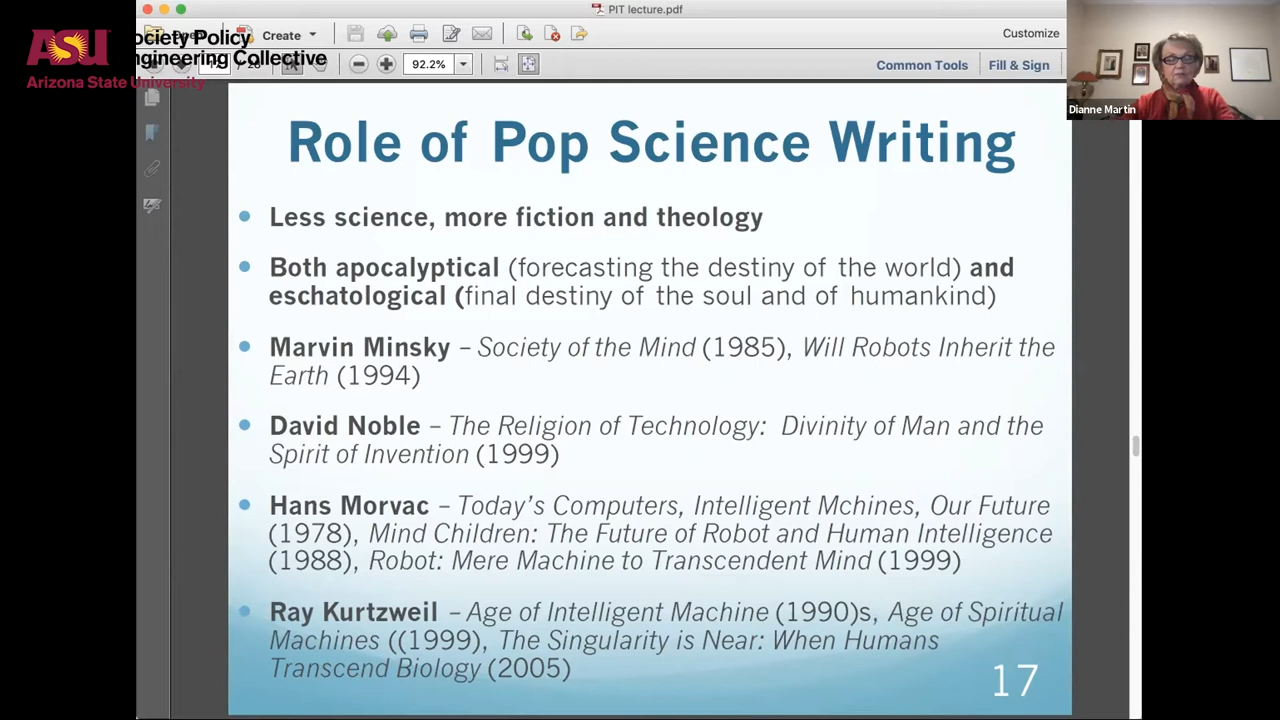 PIT lecture.pdf
ASU
Arizona State University
ociety Policy
ngineering Collective
Create
Customize
92.2%
Common Tools
Fill & Sign
Dianne Martin
Role of Pop Science Writing
Less science, more fiction and theology
Both apocalyptical (forecasting the destiny of the world) and
eschatological (final destiny of the soul and of humankind)
Marvin Minsky – Society of the Mind (1985), Will Robots Inherit the
Earth (1994)
David Noble – The Religion of Technology: Divinity of Man and the
Spirit of Invention (1999)
Hans Morvac – Today's Computers, Intelligent Mchines, Our Future
(1978), Mind Children: The Future of Robot and Human Intelligence
(1988), Robot: Mere Machine to Transcendent Mind (1999)
Ray Kurtzweil – Age of Intelligent Machine (1990)s, Age of Spiritual
Machines ((1999), The Singularity is Near: When Humans
Transcend Biology (2005)
17